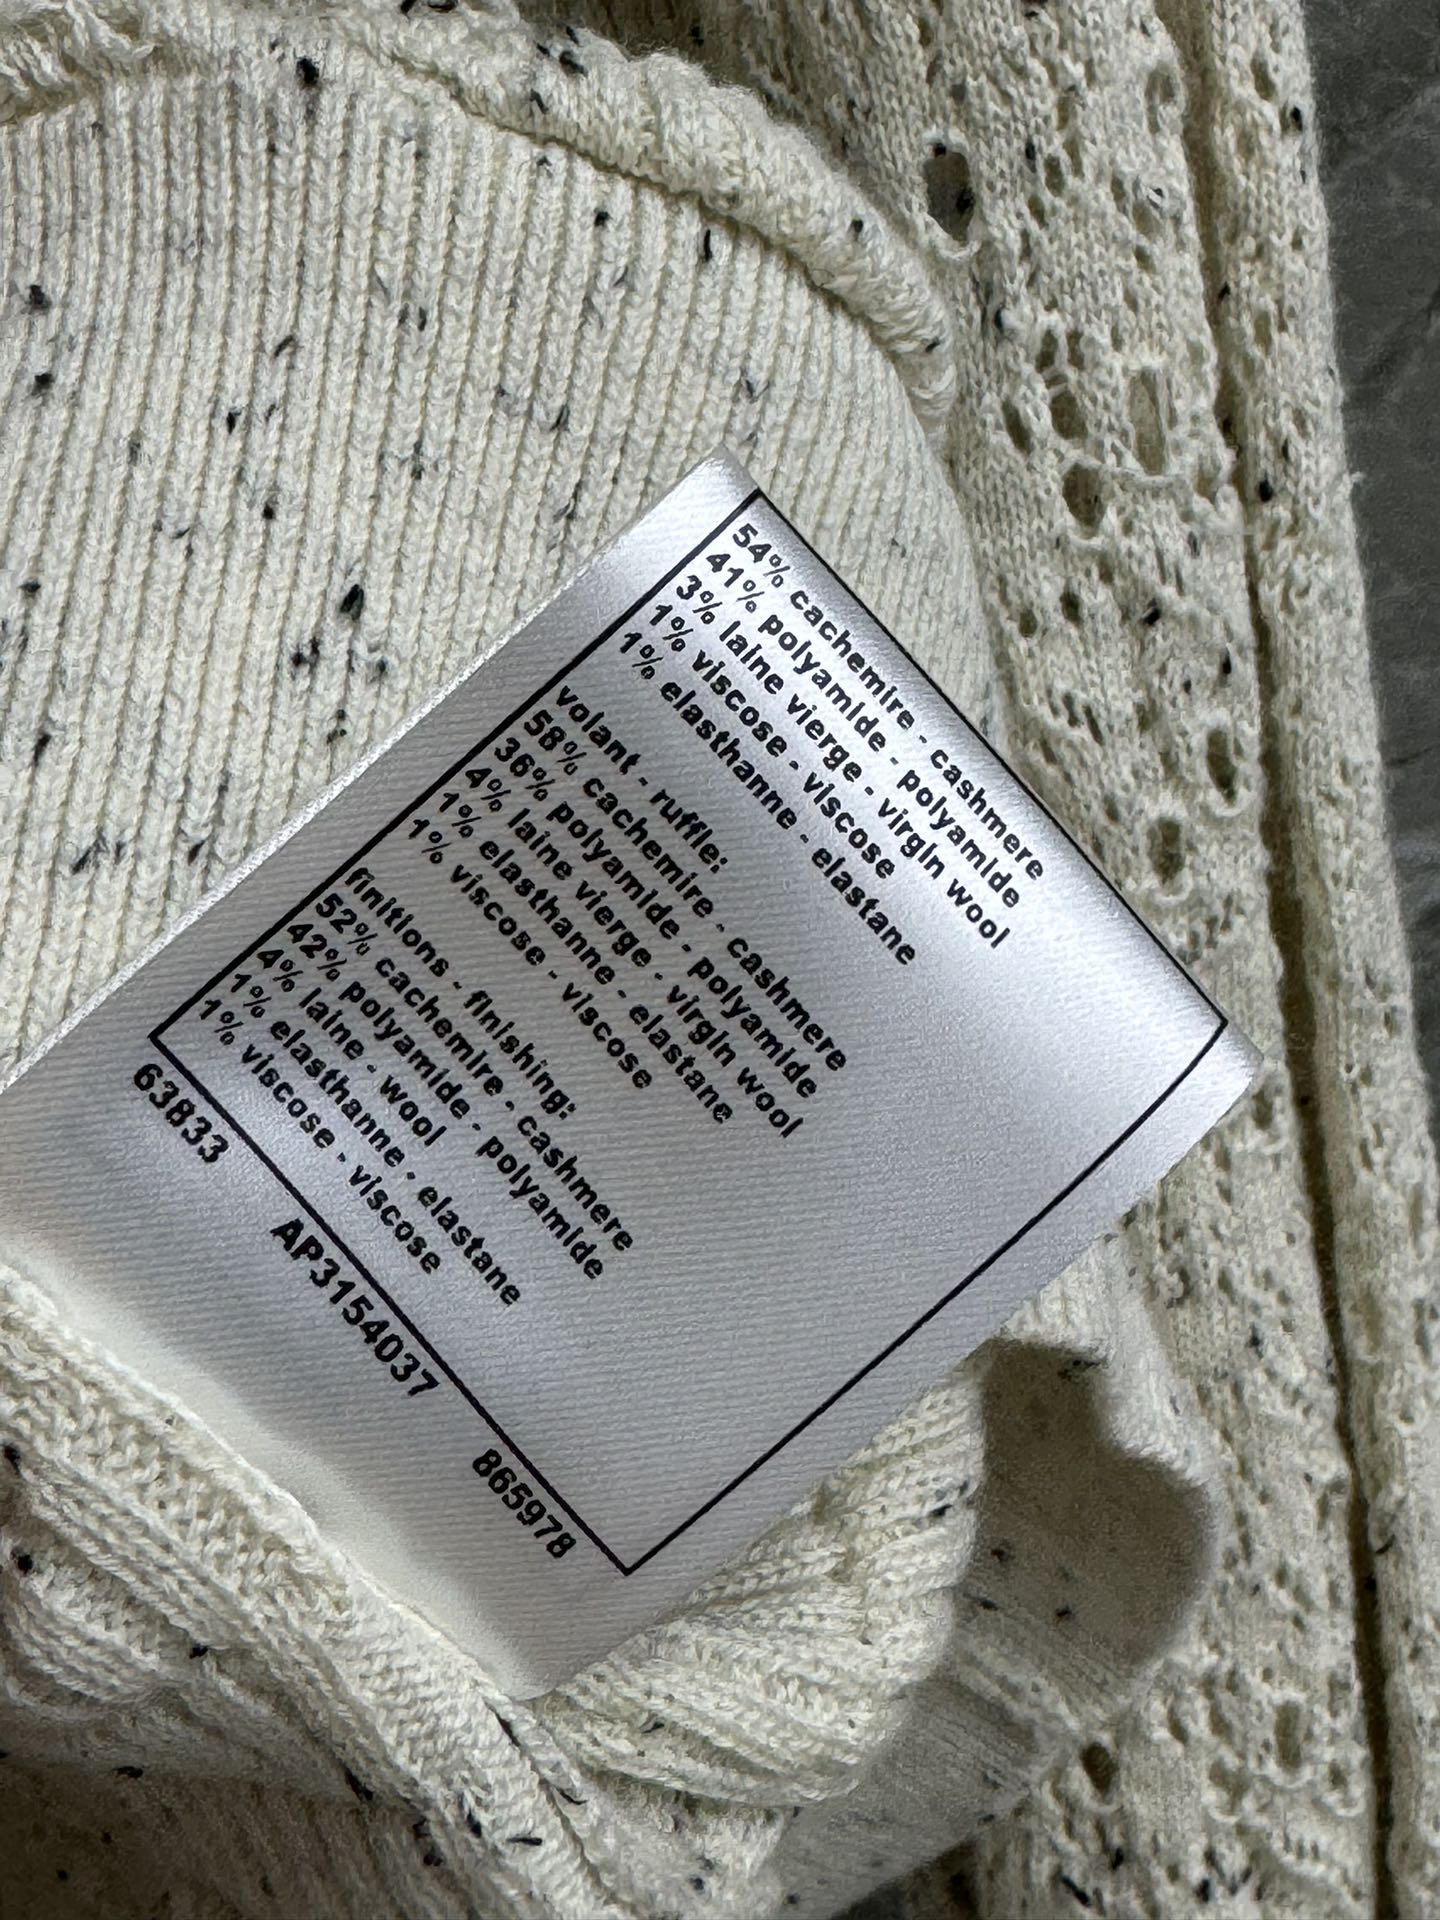 54% cachemire - cashmere
41% polyamide - polyamide
3% laine vierge - virgin wool
1% viscose - viscose
1% elasthanne - elastane
volant - ruffle:
58% cachemire - cashmere
36% polyamide - polyamide
4% laine vierge - virgin wool
1% elasthanne - elastane
1% viscose - viscose
finitions - finishing:
52% cachemire - cashmere
42% polyamide - polyamide
4% laine - wool
1% elasthanne - elastane
1% viscose - viscose
63833 AP3154037 865978